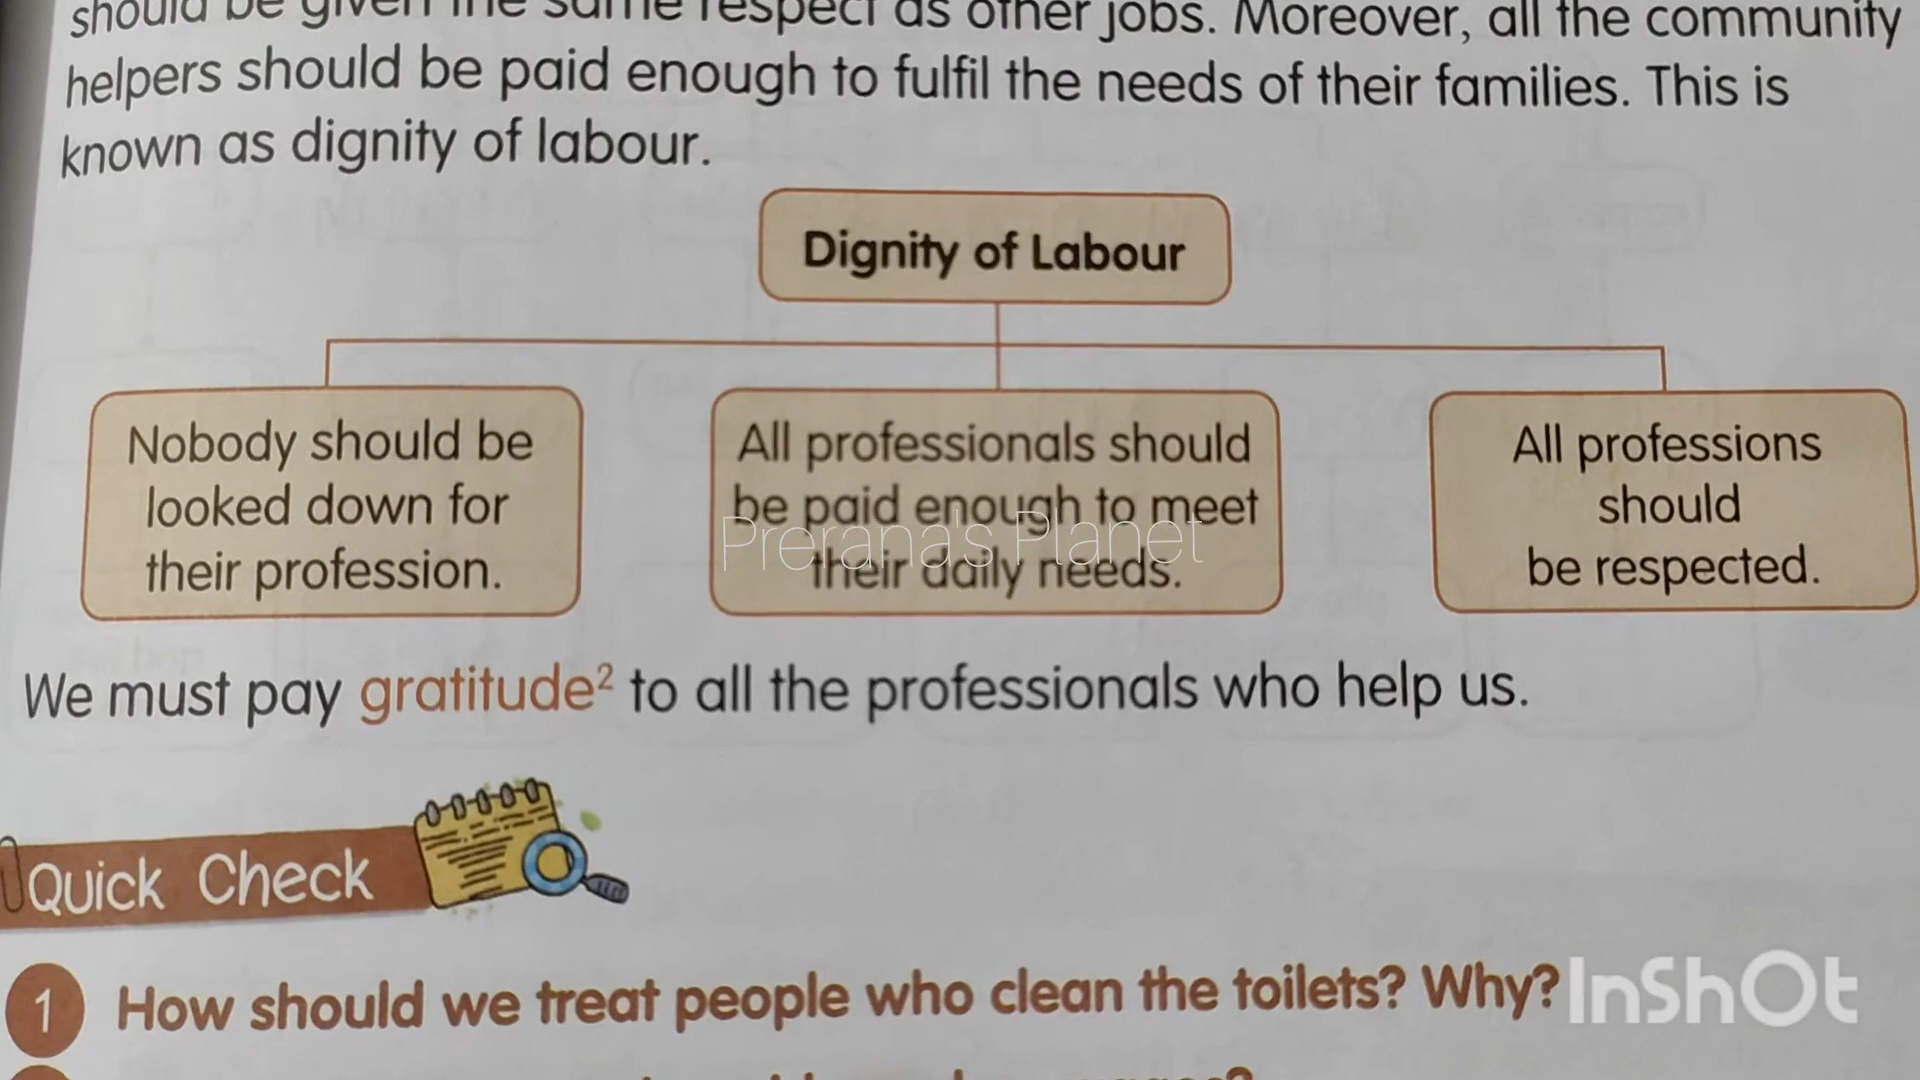 should be given the same respect as other jobs. Moreover, all the community
helpers should be paid enough to fulfil the needs of their families. This is
known as dignity of labour.
Dignity of Labour
Nobody should be
looked down for
their profession.
All professionals should
be paid enough to meet
their daily needs.
All professions
should
be respected.
Prerana's Planet
We must pay gratitude² to all the professionals who help us.
Quick Check
1 How should we treat people who clean the toilets? Why?
InShOt